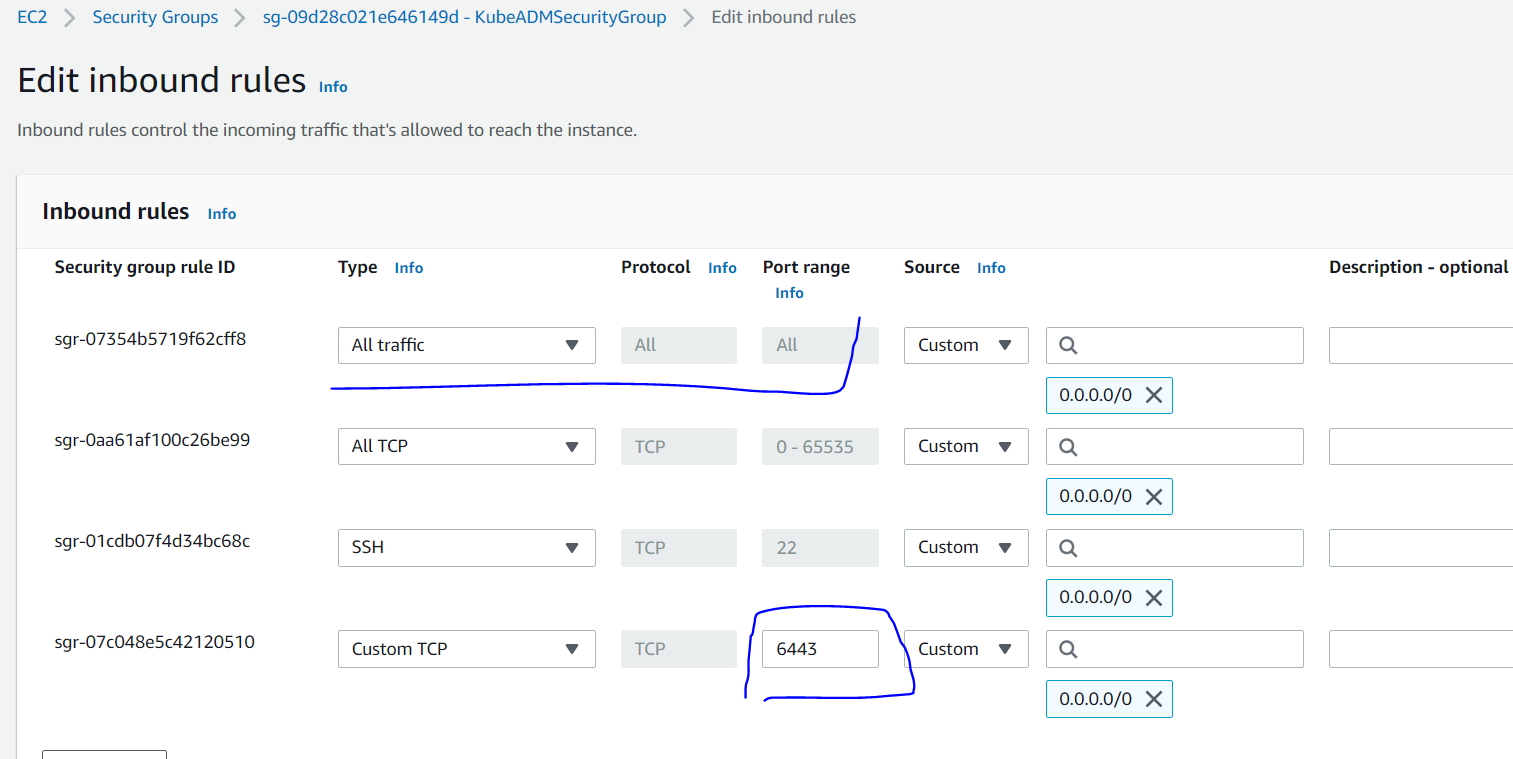 EC2 > Security Groups > sg-09d28c021e646149d - KubeADMSecurityGroup > Edit inbound rules
Edit inbound rules Info
Inbound rules control the incoming traffic that's allowed to reach the instance.
Inbound rules Info
Security group rule ID Type Info Protocol Info Port range Source Info Description - optional
Info
sgr-07354b5719f62cff8 All traffic All All Custom
0.0.0.0/0
sgr-0aa61af100c26be99 All TCP TCP 0 - 65535 Custom
0.0.0.0/0
sgr-01cdb07f4d34bc68c SSH TCP 22 Custom
0.0.0.0/0
sgr-07c048e5c42120510 Custom TCP TCP 6443 Custom
0.0.0.0/0